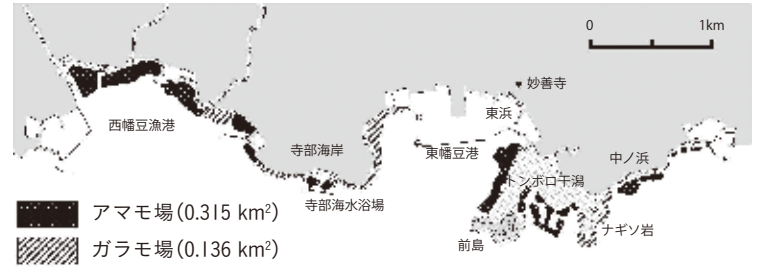 0 1km
妙善寺
東浜
西幡豆漁港
寺部海岸
東幡豆港
中ノ浜
トンボロ干潟
寺部海水浴場
アマモ場(0.315 km²)
ナギソ岩
前島
ガラモ場(0.136 km²)